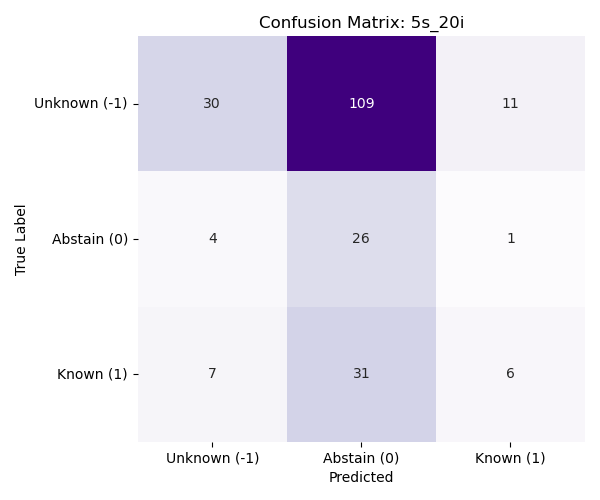 Confusion Matrix: 5s_20i
True Label
Unknown (-1) 30 109 11
Abstain (0) 4 26 1
Known (1) 7 31 6
Unknown (-1) Abstain (0) Known (1)
Predicted